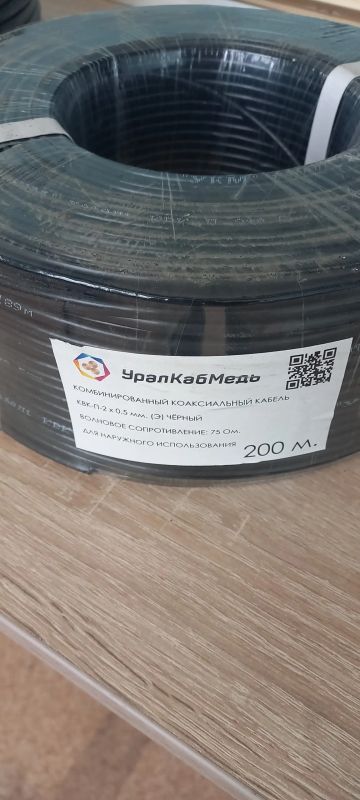 УралКабМедь
КОМБИНИРОВАННЫЙ КОАКСИАЛЬНЫЙ КАБЕЛЬ
КВК-П-2 х 0.5 мм. (Э) ЧЁРНЫЙ
ВОЛНОВОЕ СОПРОТИВЛЕНИЕ: 75 Ом.
ДЛЯ НАРУЖНОГО ИСПОЛЬЗОВАНИЯ
200 м.